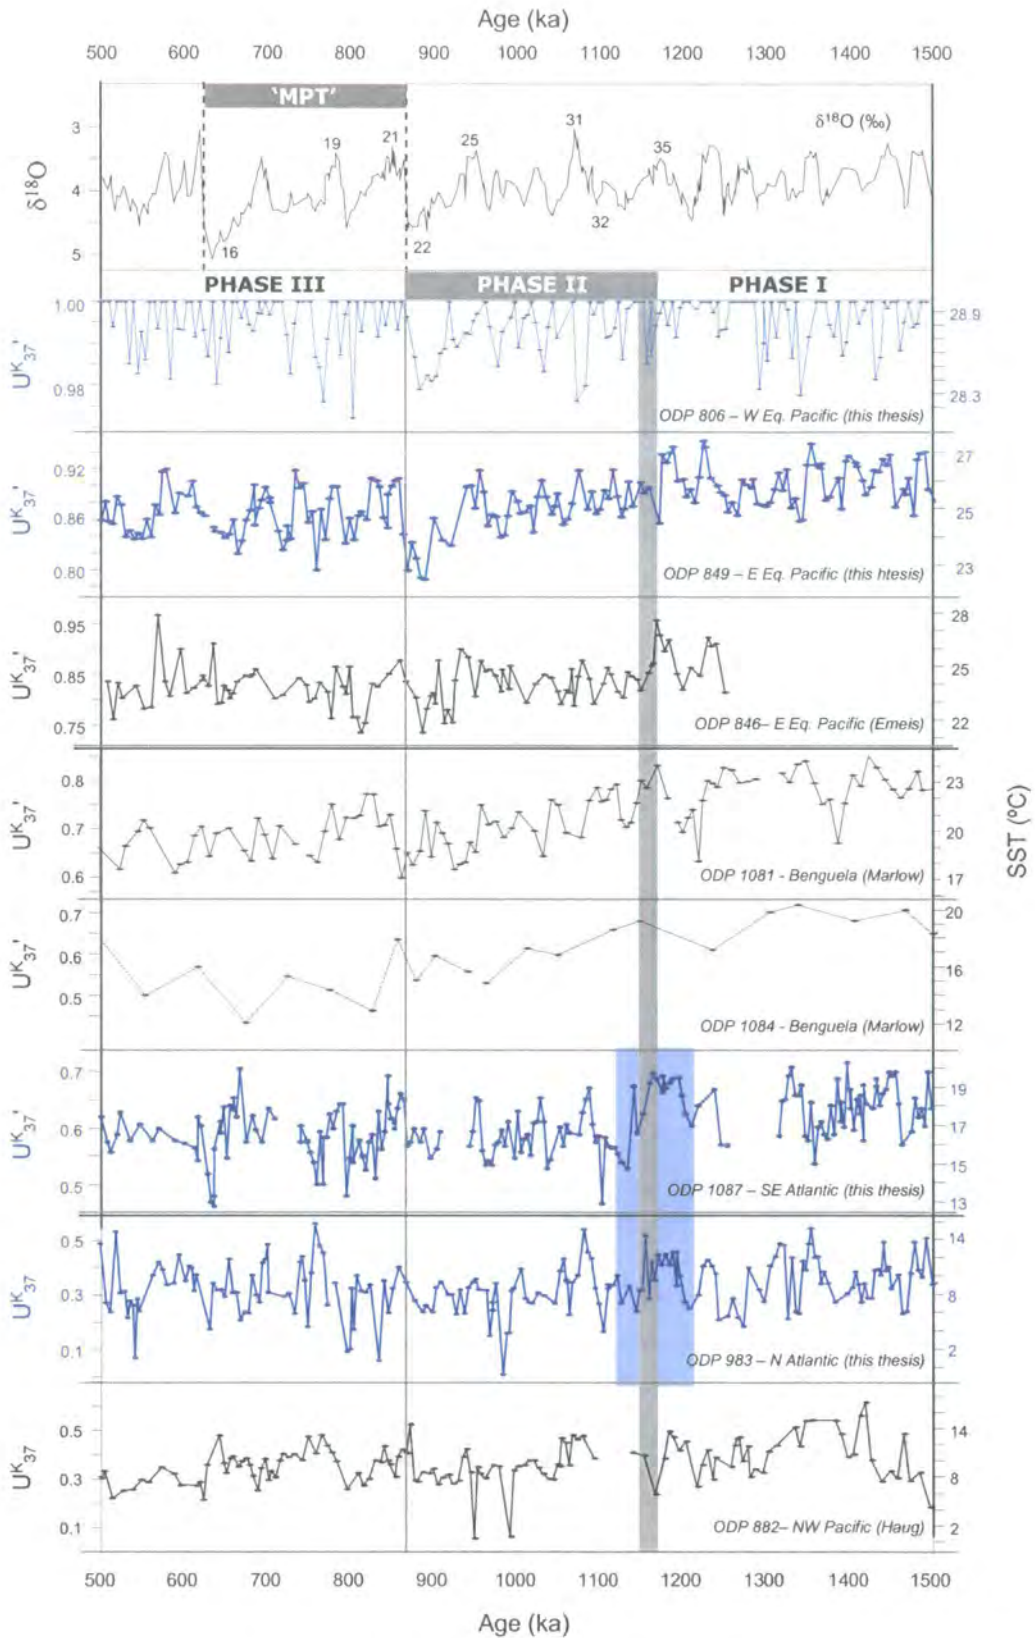 Age (ka)
500 600 700 800 900 1000 1100 1200 1300 1400 1500
'MPT'
δ18O
3
4
5
19
21
25
31
35
δ18O (‰)
16
22
32
PHASE III
PHASE II
PHASE I
UK37'
1.00
0.98
28.9
28.3
ODP 806 – W Eq. Pacific (this thesis)
UK37'
0.92
0.86
0.80
27
25
23
ODP 849 – E Eq. Pacific (this htesis)
UK37'
0.95
0.85
0.75
28
25
22
ODP 846– E Eq. Pacific (Emeis)
UK37'
0.8
0.7
0.6
23
20
17
ODP 1081 - Benguela (Marlow)
SST (ºC)
UK37'
0.7
0.6
0.5
20
16
12
ODP 1084 - Benguela (Marlow)
UK37'
0.7
0.6
0.5
19
17
15
13
ODP 1087 – SE Atlantic (this thesis)
UK37'
0.5
0.3
0.1
14
8
2
ODP 983 – N Atlantic (this thesis)
UK37
0.5
0.3
0.1
14
8
2
ODP 882– NW Pacific (Haug)
500 600 700 800 900 1000 1100 1200 1300 1400 1500
Age (ka)